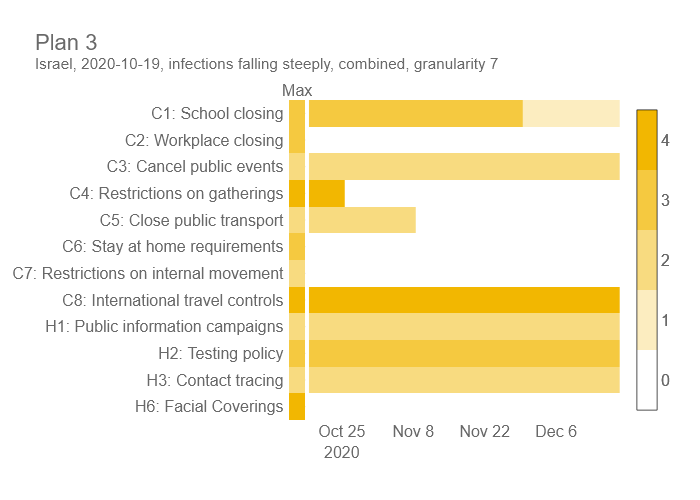 Plan 3
Israel, 2020-10-19, infections falling steeply, combined, granularity 7
Max
C1: School closing
C2: Workplace closing
C3: Cancel public events
C4: Restrictions on gatherings
C5: Close public transport
C6: Stay at home requirements
C7: Restrictions on internal movement
C8: International travel controls
H1: Public information campaigns
H2: Testing policy
H3: Contact tracing
H6: Facial Coverings
4
3
2
1
0
Oct 25 Nov 8 Nov 22 Dec 6
2020